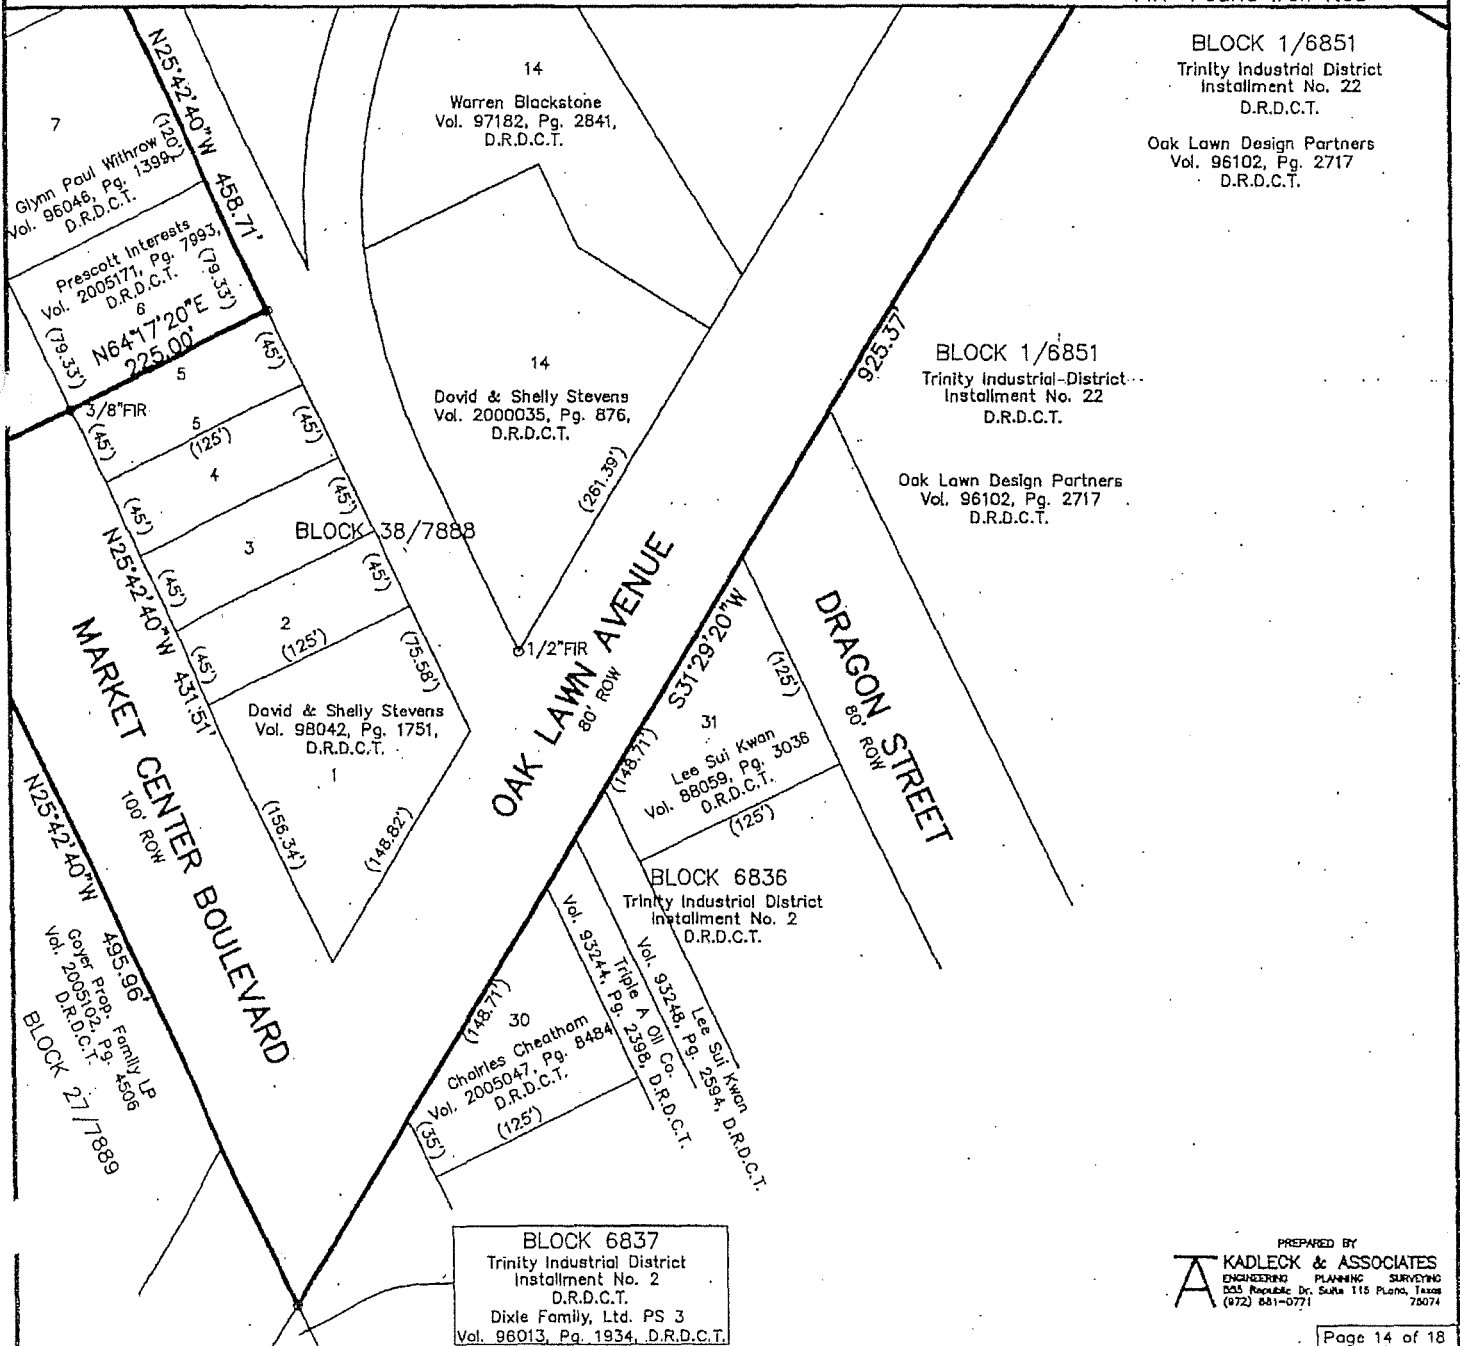 BLOCK 1/6851
Trinity Industrial District
Installment No. 22
D.R.D.C.T.
Oak Lawn Design Partners
Vol. 96102, Pg. 2717
D.R.D.C.T.
N25°42'40"W 458.71'
14
Warren Blackstone
Vol. 97182, Pg. 2841,
D.R.D.C.T.
7
(120')
Glynn Paul Withrow
Vol. 96046, Pg. 1399,
D.R.D.C.T.
Prescott Interests
Vol. 2005171, Pg. 7993,
D.R.D.C.T.
6
(79.33')
(79.33')
N64°17'20"E
225.00'
3/8"FIR
5
(45')
(45')
5
(125')
(45')
4
(45')
(45')
3
BLOCK 38/7888
(45')
(45')
2
(125')
(45')
(75.58')
N25°42'40"W 431.51'
David & Shelly Stevens
Vol. 98042, Pg. 1751,
D.R.D.C.T.
1
(156.34')
(148.82')
14
David & Shelly Stevens
Vol. 2000035, Pg. 876,
D.R.D.C.T.
(261.39')
1/2"FIR
925.37'
BLOCK 1/6851
Trinity Industrial District
Installment No. 22
D.R.D.C.T.
Oak Lawn Design Partners
Vol. 96102, Pg. 2717
D.R.D.C.T.
OAK LAWN AVENUE
80' ROW
S31°29'20"W
DRAGON STREET
80' ROW
(125')
31
(148.71')
Lee Sui Kwan
Vol. 88059, Pg. 3036
D.R.D.C.T.
(125')
MARKET CENTER BOULEVARD
100' ROW
N25°42'40"W 495.96'
Goyer Prop. Family LP
Vol. 2005102, Pg. 4506
D.R.D.C.T.
BLOCK 27/7889
BLOCK 6836
Trinity Industrial District
Installment No. 2
D.R.D.C.T.
Lee Sui Kwan
Vol. 93248, Pg. 2594, D.R.D.C.T.
Triple A Oil Co.
Vol. 93244, Pg. 2398, D.R.D.C.T.
(148.71')
30
Chairles Cheatham
Vol. 2005047, Pg. 8484
D.R.D.C.T.
(35')
(125')
BLOCK 6837
Trinity Industrial District
Installment No. 2
D.R.D.C.T.
Dixie Family, Ltd. PS 3
Vol. 96013, Pg. 1934, D.R.D.C.T.
PREPARED BY
KADLECK & ASSOCIATES
ENGINEERING PLANNING SURVEYING
555 Republic Dr. Suite 115 Plano, Texas
(972) 881-0771 75074
Page 14 of 18